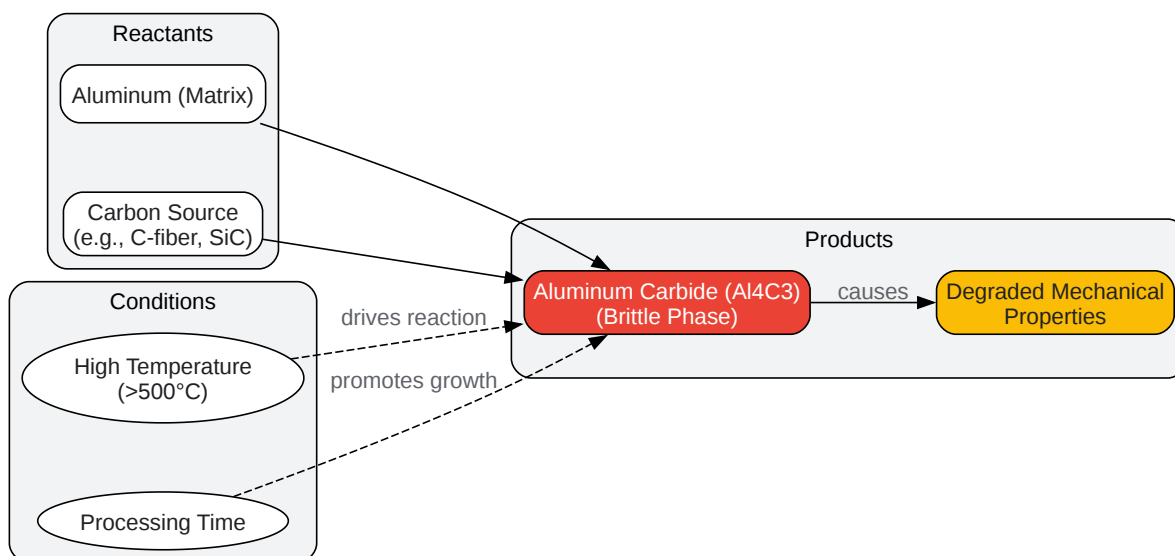 Reactants
Aluminum (Matrix)
Carbon Source
(e.g., C-fiber, SiC)
Conditions
High Temperature
(>500°C)
Processing Time
drives reaction
promotes growth
Products
Aluminum Carbide (Al4C3)
(Brittle Phase)
causes
Degraded Mechanical
Properties